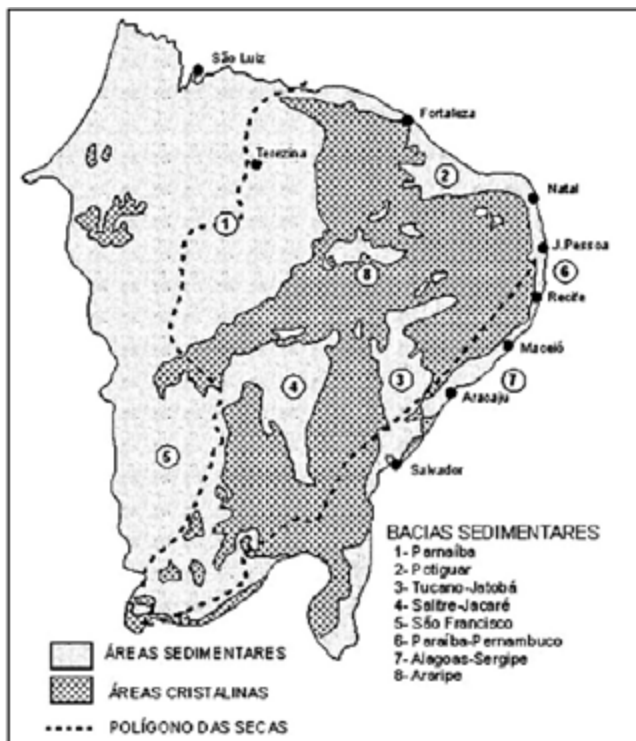 São Luiz
Fortaleza
Terezina
2
Natal
1
J.Pessoa
8
6
Recife
Maceió
4
3
7
Aracaju
5
Salvador
BACIAS SEDIMENTARES
1- Parnaíba
2- Potiguar
3- Tucano-Jatobá
4- Salitre-Jacaré
5- São Francisco
6- Paraíba-Pernambuco
7- Alagoas-Sergipe
8- Araripe
ÁREAS SEDIMENTARES
ÁREAS CRISTALINAS
POLÍGONO DAS SECAS